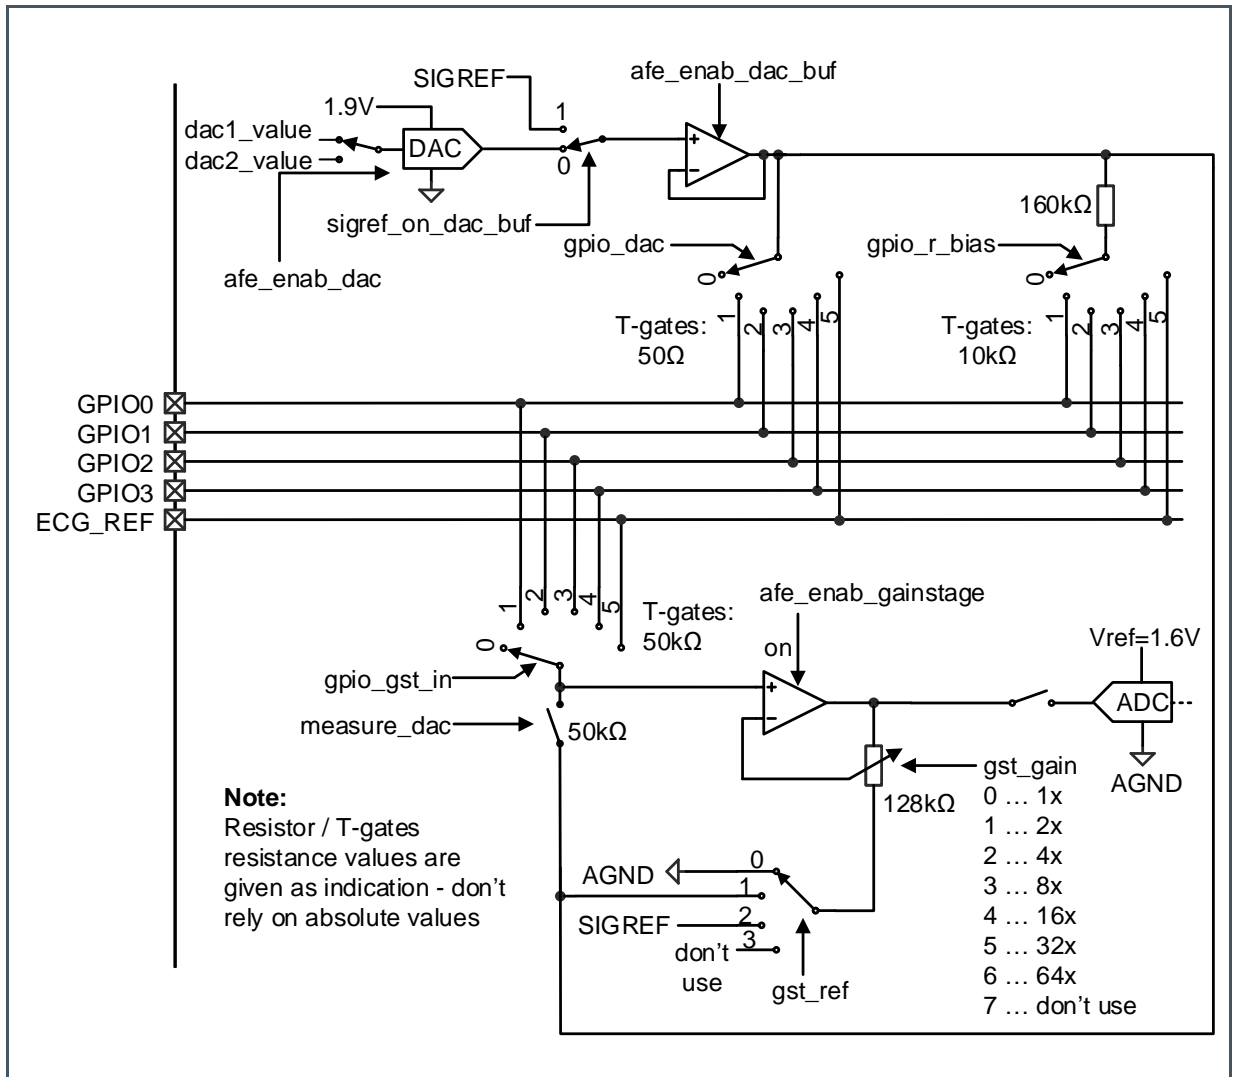 afe_enab_dac_buf
SIGREF
1
1.9V
dac1_value
DAC
dac2_value
0
+
-
160kΩ
sigref_on_dac_buf
gpio_dac
gpio_r_bias
afe_enab_dac
0
0
T-gates:
50Ω
1
2
3
4
5
T-gates:
10kΩ
1
2
3
4
5
GPIO0
GPIO1
GPIO2
GPIO3
ECG_REF
1
2
3
4
5
0
T-gates:
50kΩ
afe_enab_gainstage
on
Vref=1.6V
gpio_gst_in
+
-
ADC
measure_dac
50kΩ
AGND
gst_gain
128kΩ
0 ... 1x
1 ... 2x
2 ... 4x
3 ... 8x
4 ... 16x
5 ... 32x
6 ... 64x
7 ... don't use
Note:
Resistor / T-gates
resistance values are
given as indication - don't
rely on absolute values
AGND
0
1
SIGREF
2
don't
use
3
gst_ref